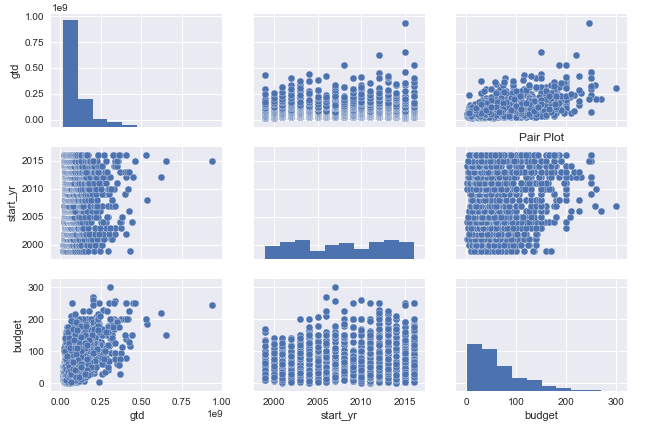 1e9
1.00
0.75
0.50
0.25
0.00
gtd
Pair Plot
2015
2010
2005
2000
start_yr
300
200
100
0
budget
0.00 0.25 0.50 0.75 1.00
1e9
gtd
2000 2005 2010 2015
start_yr
0 100 200 300
budget